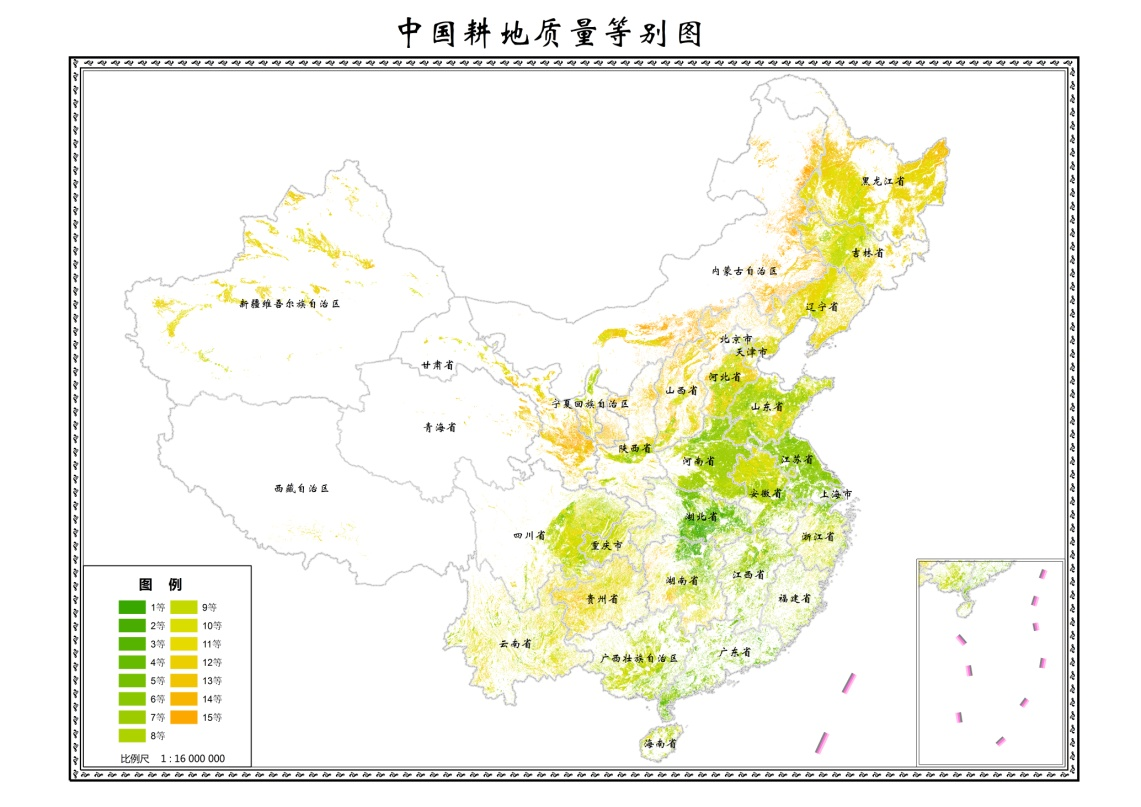 中国耕地质量等别图
黑龙江省
吉林省
内蒙古自治区
新疆维吾尔族自治区
辽宁省
北京市
天津市
甘肃省
河北省
山西省
宁夏回族自治区
山东省
青海省
陕西省
河南省
江苏省
西藏自治区
安徽省
上海市
湖北省
四川省
浙江省
重庆市
江西省
湖南省
贵州省
福建省
云南省
广东省
广西壮族自治区
海南省
图 例
1等 9等
2等 10等
3等 11等
4等 12等
5等 13等
6等 14等
7等 15等
8等
比例尺 1 : 16 000 000